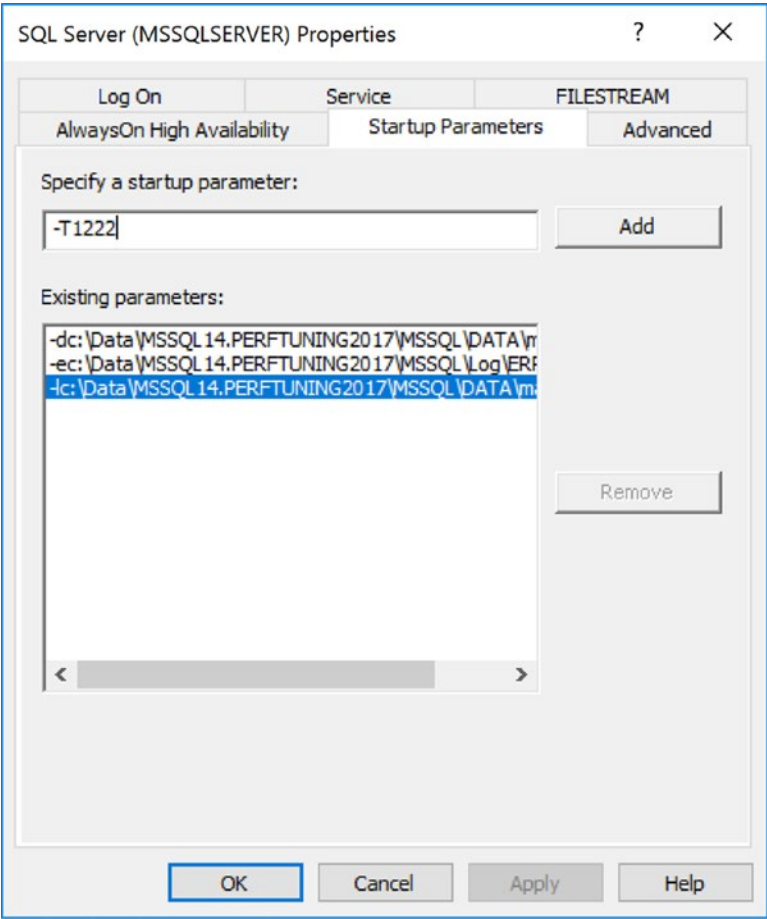 SQL Server (MSSQLSERVER) Properties ? ×
Log On Service FILESTREAM
AlwaysOn High Availability Startup Parameters Advanced
Specify a startup parameter:
-T1222 Add
Existing parameters:
-dc:\Data\MSSQL14.PERFTUNING2017\MSSQL\DATA\m
-ec:\Data\MSSQL14.PERFTUNING2017\MSSQL\Log\ERR
-lc:\Data\MSSQL14.PERFTUNING2017\MSSQL\DATA\ma
Remove
OK Cancel Apply Help